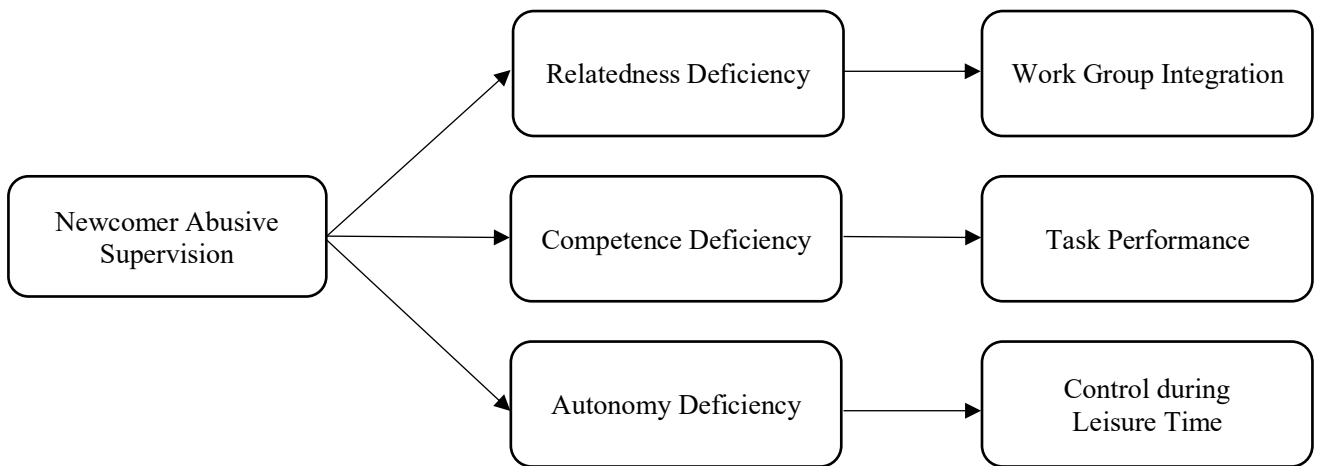 Relatedness Deficiency
Work Group Integration
Newcomer Abusive
Supervision
Competence Deficiency
Task Performance
Autonomy Deficiency
Control during
Leisure Time